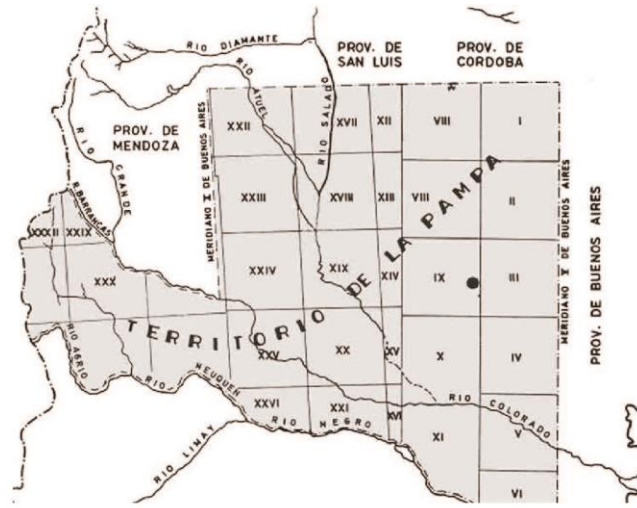 RIO DIAMANTE
PROV. DE
SAN LUIS
PROV. DE
CORDOBA
RIO ATUEL
RIO SALADO
PROV. DE
MENDOZA
RIO GRANDE
R. BARRANCAS
MERIDIANO X DE BUENOS AIRES
XXII
XVII
XII
VIII
I
XXIII
XVIII
XIII
VIII
II
XXIV
XIX
XIV
IX
III
XXXII
XXIX
XXX
TERRITORIO DE LA PAMPA
MERIDIANO V DE BUENOS AIRES
PROV. DE BUENOS AIRES
XXV
XX
XV
X
IV
XXVI
XXI
XVI
XI
V
VI
RIO AGRIO
RIO NEUQUEN
RIO LIMAY
RIO NEGRO
RIO COLORADO